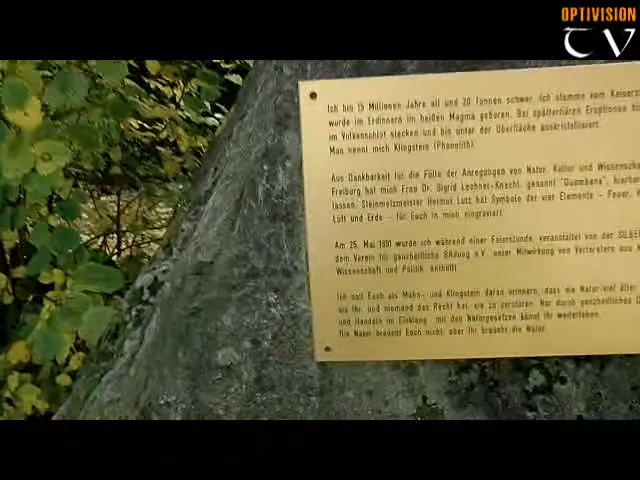 OPTIVISION
TV
Ich bin 15 Millionen Jahre alt und 20 Tonnen schwer. Ich stamme vom Kaiserst
wurde im Erdinnern im heißen Magma geboren. Bei späteren Eruptionen
im Vulkanschlot stecken und bin unter der Oberfläche auskristallisiert.
Man nennt mich Klingstein (Phonolith).
Aus Dankbarkeit für die Fülle der Anregungen von Natur, Kultur und Wissenscha
Freiburg hat mich Frau Dr. Sigrid Lechner-Knecht, genannt
lassen. Steinmetzmeister Helmut Lutz hat Symbole der vier Elemente - Feuer,
Luft und Erde - für Euch in mich eingraviert.
Am 25. Mai 1991 wurde ich während einer Feierstunde, veranstaltet von der
dem Verein für ganzheitliche Bildung e.V. unter Mitwirkung von Vertretern aus
Wissenschaft und Politik enthüllt.
Ich soll Euch als Mahn- und Klingstein daran erinnern, dass die Natur viel älter
als Ihr, und niemand das Recht hat, sie zu zerstören. Nur durch ganzheitliches
und Handeln im Einklang mit den Naturgesetzen könnt Ihr weiterleben.
Die Natur braucht Euch nicht, aber Ihr braucht die Natur.